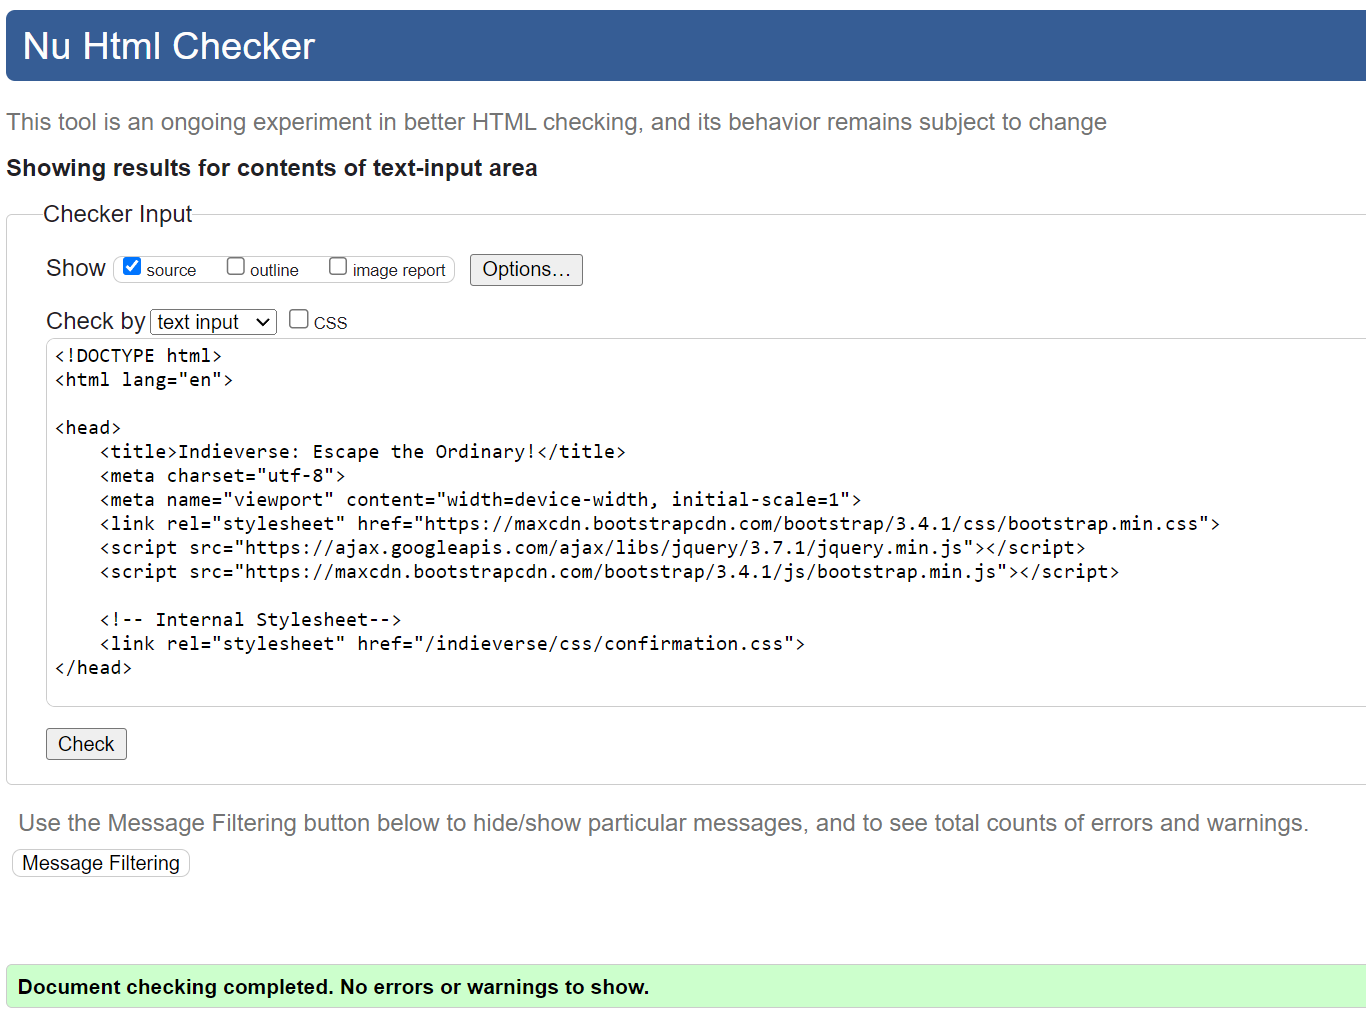 Nu Html Checker
This tool is an ongoing experiment in better HTML checking, and its behavior remains subject to change
Showing results for contents of text-input area
Checker Input
Show source outline image report Options...
Check by text input CSS
<!DOCTYPE html>
<html lang="en">
<head>
    <title>Indieverse: Escape the Ordinary!</title>
    <meta charset="utf-8">
    <meta name="viewport" content="width=device-width, initial-scale=1">
    <link rel="stylesheet" href="https://maxcdn.bootstrapcdn.com/bootstrap/3.4.1/css/bootstrap.min.css">
    <script src="https://ajax.googleapis.com/ajax/libs/jquery/3.7.1/jquery.min.js"></script>
    <script src="https://maxcdn.bootstrapcdn.com/bootstrap/3.4.1/js/bootstrap.min.js"></script>
    <!-- Internal Stylesheet-->
    <link rel="stylesheet" href="/indieverse/css/confirmation.css">
</head>
Check
Use the Message Filtering button below to hide/show particular messages, and to see total counts of errors and warnings.
Message Filtering
Document checking completed. No errors or warnings to show.